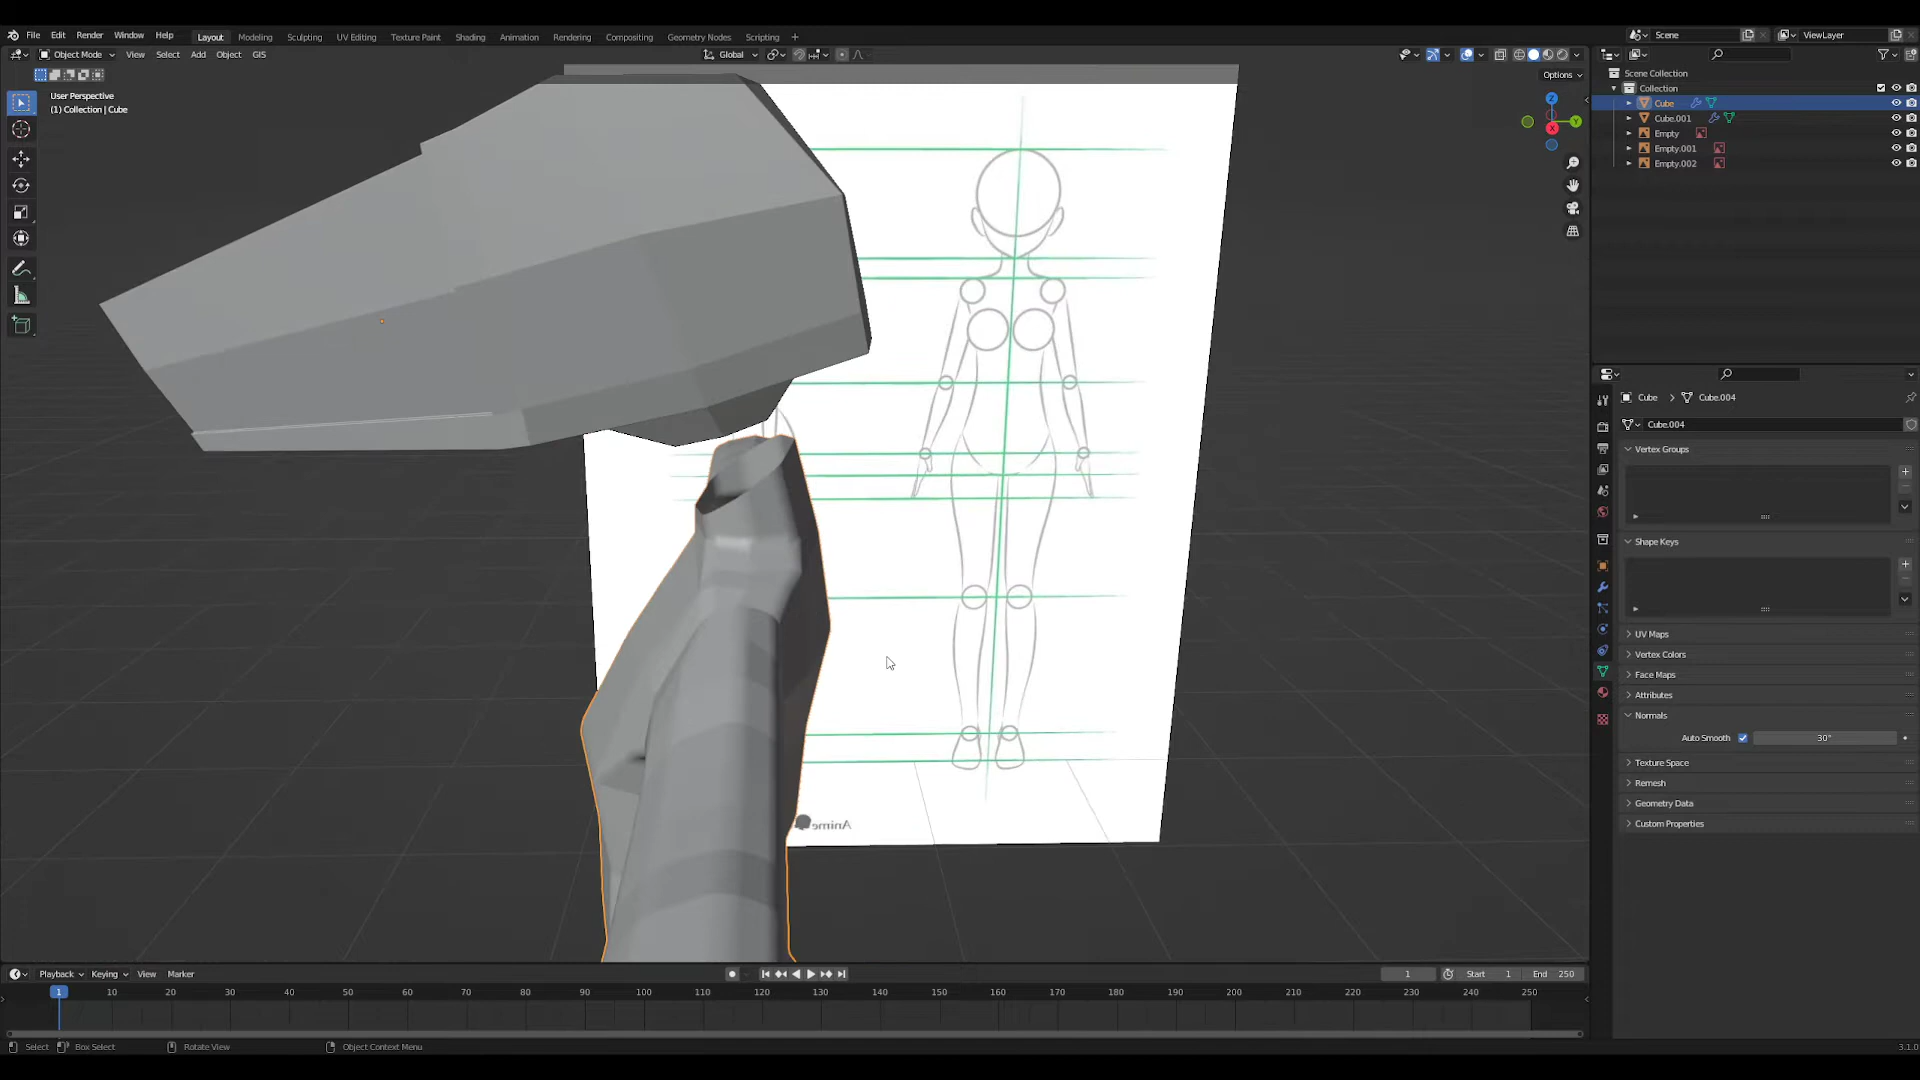 File Edit Render Window Help Layout Modeling Sculpting UV Editing Texture Paint Shading Animation Rendering Compositing Geometry Nodes Scripting + Scene ViewLayer
Object Mode View Select Add Object GIS Global
Options
User Perspective
(1) Collection | Cube
Scene Collection
Collection
Cube
Cube.001
Empty
Empty.001
Empty.002
Z
Y
X
Cube > Cube.004
Cube.004
Vertex Groups
Shape Keys
UV Maps
Vertex Colors
Face Maps
Attributes
Normals
Auto Smooth 30°
Texture Space
Remesh
Geometry Data
Custom Properties
Anime
Playback Keying View Marker 1 Start 1 End 250
1 10 20 30 40 50 60 70 80 90 100 110 120 130 140 150 160 170 180 190 200 210 220 230 240 250
Select Box Select Rotate View Object Context Menu 3.1.0